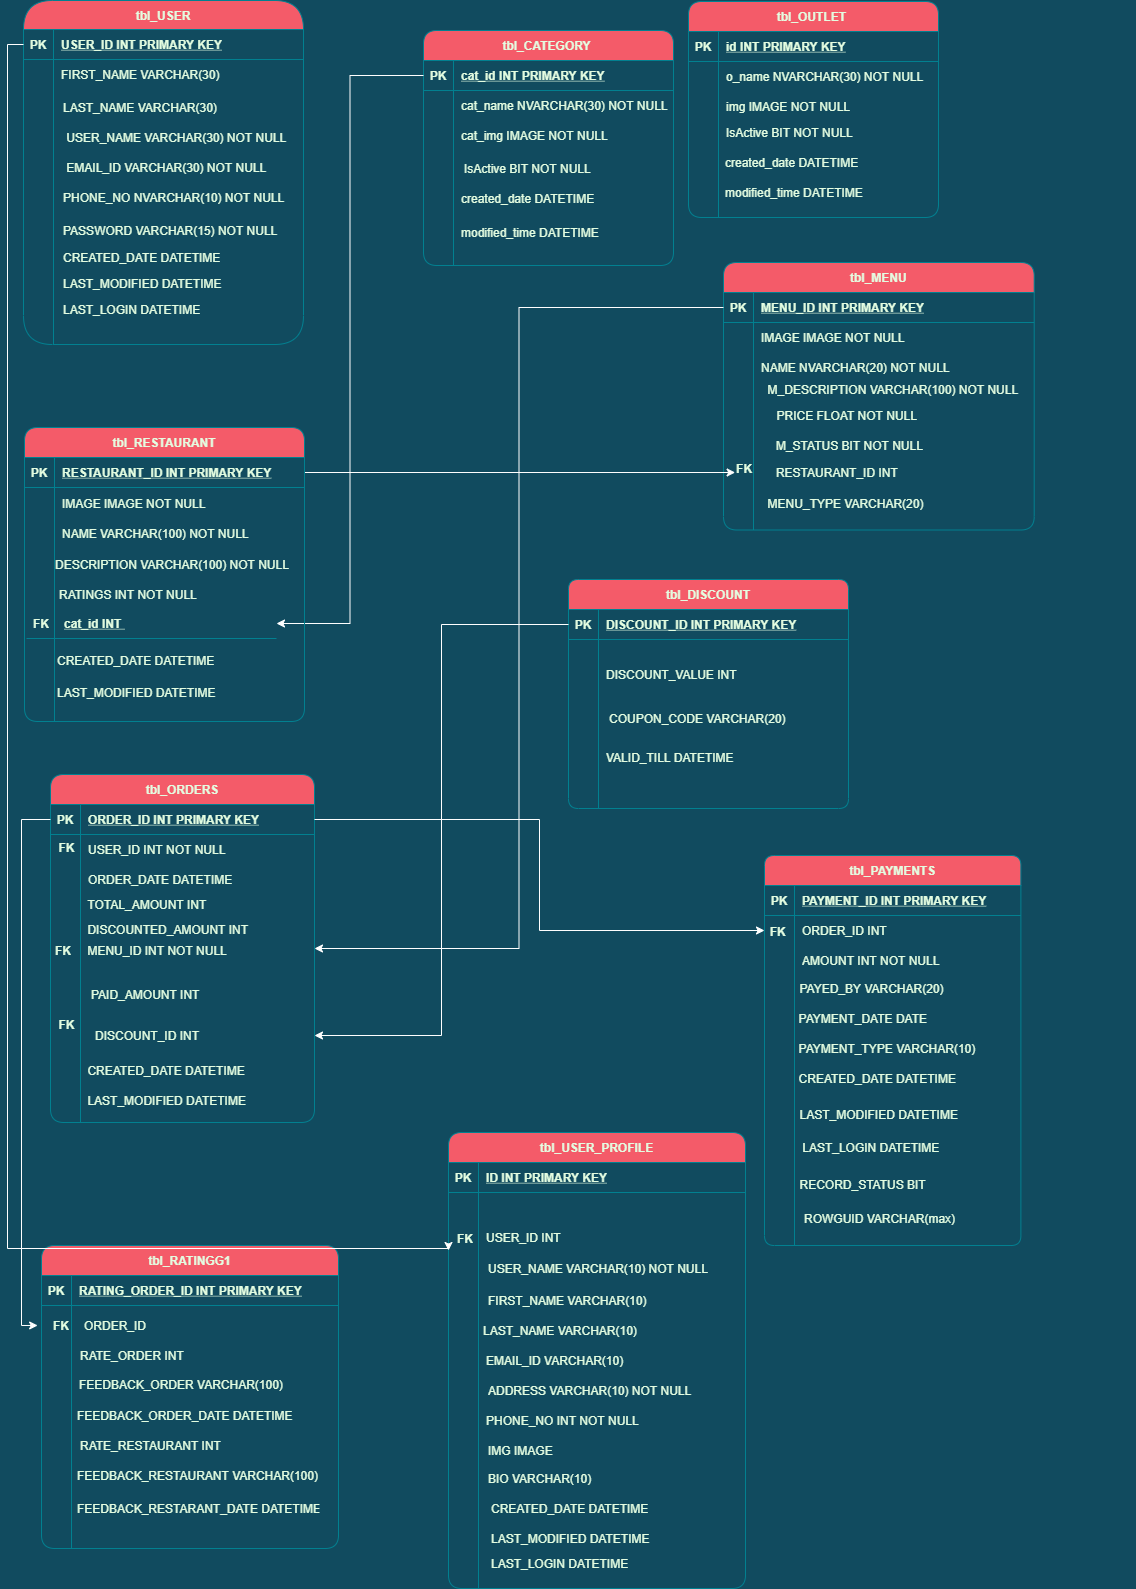 tbl_USER
PK USER_ID INT PRIMARY KEY
FIRST_NAME VARCHAR(30)
LAST_NAME VARCHAR(30)
USER_NAME VARCHAR(30) NOT NULL
EMAIL_ID VARCHAR(30) NOT NULL
PHONE_NO NVARCHAR(10) NOT NULL
PASSWORD VARCHAR(15) NOT NULL
CREATED_DATE DATETIME
LAST_MODIFIED DATETIME
LAST_LOGIN DATETIME
tbl_CATEGORY
PK cat_id INT PRIMARY KEY
cat_name NVARCHAR(30) NOT NULL
cat_img IMAGE NOT NULL
IsActive BIT NOT NULL
created_date DATETIME
modified_time DATETIME
tbl_OUTLET
PK id INT PRIMARY KEY
o_name NVARCHAR(30) NOT NULL
img IMAGE NOT NULL
IsActive BIT NOT NULL
created_date DATETIME
modified_time DATETIME
tbl_MENU
PK MENU_ID INT PRIMARY KEY
IMAGE IMAGE NOT NULL
NAME NVARCHAR(20) NOT NULL
M_DESCRIPTION VARCHAR(100) NOT NULL
PRICE FLOAT NOT NULL
M_STATUS BIT NOT NULL
FK RESTAURANT_ID INT
MENU_TYPE VARCHAR(20)
tbl_RESTAURANT
PK RESTAURANT_ID INT PRIMARY KEY
IMAGE IMAGE NOT NULL
NAME VARCHAR(100) NOT NULL
DESCRIPTION VARCHAR(100) NOT NULL
RATINGS INT NOT NULL
FK cat_id INT
CREATED_DATE DATETIME
LAST_MODIFIED DATETIME
tbl_DISCOUNT
PK DISCOUNT_ID INT PRIMARY KEY
DISCOUNT_VALUE INT
COUPON_CODE VARCHAR(20)
VALID_TILL DATETIME
tbl_ORDERS
PK ORDER_ID INT PRIMARY KEY
FK USER_ID INT NOT NULL
ORDER_DATE DATETIME
TOTAL_AMOUNT INT
DISCOUNTED_AMOUNT INT
FK MENU_ID INT NOT NULL
PAID_AMOUNT INT
FK DISCOUNT_ID INT
CREATED_DATE DATETIME
LAST_MODIFIED DATETIME
tbl_PAYMENTS
PK PAYMENT_ID INT PRIMARY KEY
FK ORDER_ID INT
AMOUNT INT NOT NULL
PAYED_BY VARCHAR(20)
PAYMENT_DATE DATE
PAYMENT_TYPE VARCHAR(10)
CREATED_DATE DATETIME
LAST_MODIFIED DATETIME
LAST_LOGIN DATETIME
RECORD_STATUS BIT
ROWGUID VARCHAR(max)
tbl_USER_PROFILE
PK ID INT PRIMARY KEY
FK USER_ID INT
USER_NAME VARCHAR(10) NOT NULL
FIRST_NAME VARCHAR(10)
LAST_NAME VARCHAR(10)
EMAIL_ID VARCHAR(10)
ADDRESS VARCHAR(10) NOT NULL
PHONE_NO INT NOT NULL
IMG IMAGE
BIO VARCHAR(10)
CREATED_DATE DATETIME
LAST_MODIFIED DATETIME
LAST_LOGIN DATETIME
tbl_RATINGG1
PK RATING_ORDER_ID INT PRIMARY KEY
FK ORDER_ID
RATE_ORDER INT
FEEDBACK_ORDER VARCHAR(100)
FEEDBACK_ORDER_DATE DATETIME
RATE_RESTAURANT INT
FEEDBACK_RESTAURANT VARCHAR(100)
FEEDBACK_RESTARANT_DATE DATETIME